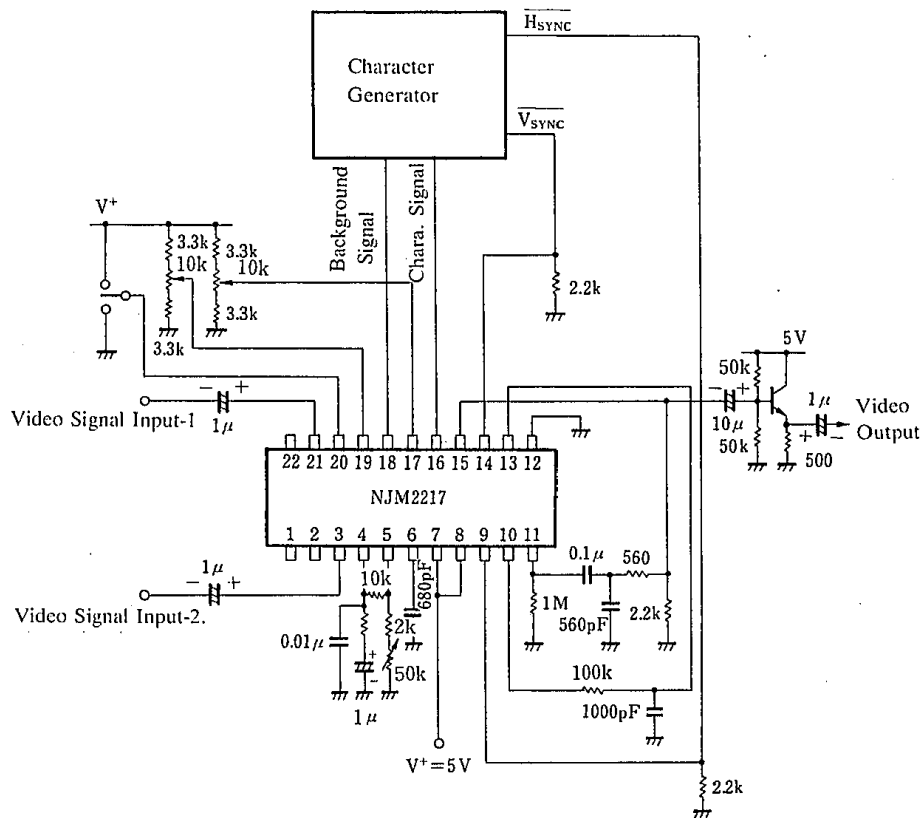 H̅S̅Y̅N̅C̅
Character
Generator
V̅S̅Y̅N̅C̅
Background
Signal
Chara. Signal
V⁺
3.3k
3.3k
10k
10k
3.3k
3.3k
2.2k
5V
50k
− +
1μ
Video Signal Input-1
− +
10μ
50k
1μ
+ −
500
Video
Output
22 21 20 19 18 17 16 15 14 13 12
NJM2217
1 2 3 4 5 6 7 8 9 10 11
− 1μ +
Video Signal Input-2.
10k
680pF
0.01μ
2k
+
−
50k
1μ
0.1μ
560
1M
560pF
2.2k
100k
1000pF
V⁺=5V
2.2k